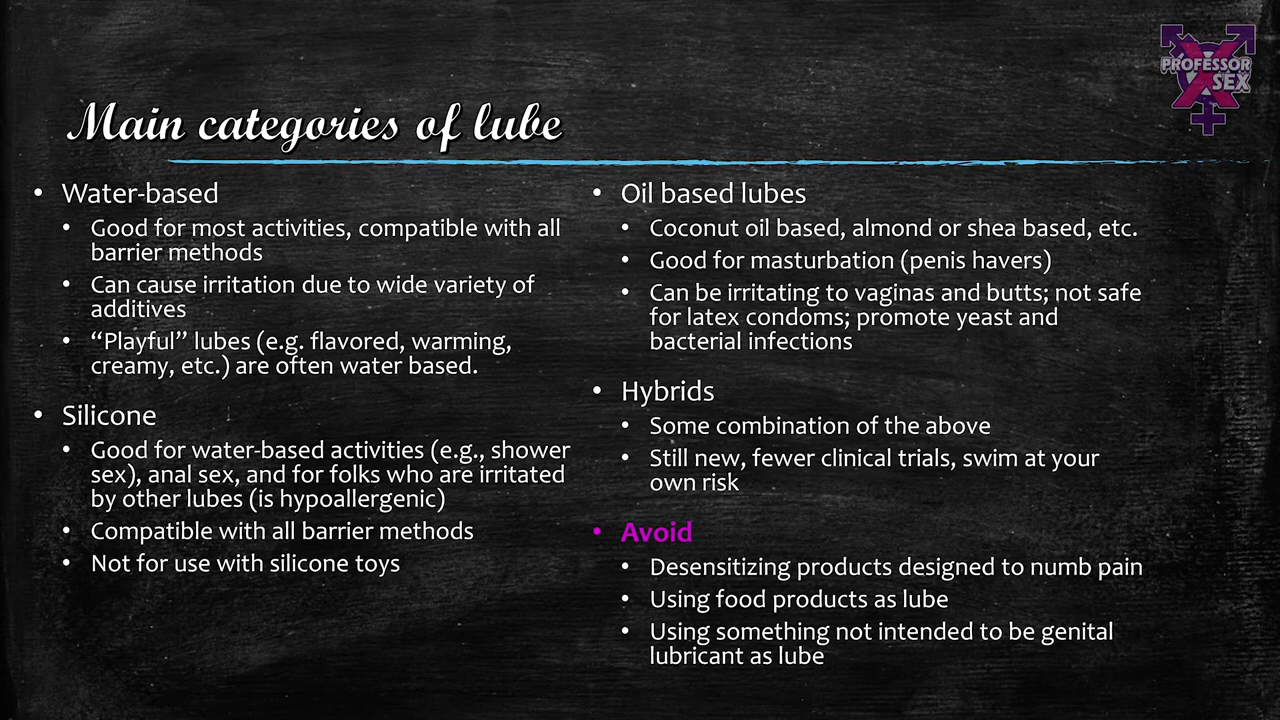 PROFESSOR
SEX
Main categories of lube
• Water-based
• Good for most activities, compatible with all
barrier methods
• Can cause irritation due to wide variety of
additives
• “Playful” lubes (e.g. flavored, warming,
creamy, etc.) are often water based.
• Silicone
• Good for water-based activities (e.g., shower
sex), anal sex, and for folks who are irritated
by other lubes (is hypoallergenic)
• Compatible with all barrier methods
• Not for use with silicone toys
• Oil based lubes
• Coconut oil based, almond or shea based, etc.
• Good for masturbation (penis havers)
• Can be irritating to vaginas and butts; not safe
for latex condoms; promote yeast and
bacterial infections
• Hybrids
• Some combination of the above
• Still new, fewer clinical trials, swim at your
own risk
• Avoid
• Desensitizing products designed to numb pain
• Using food products as lube
• Using something not intended to be genital
lubricant as lube